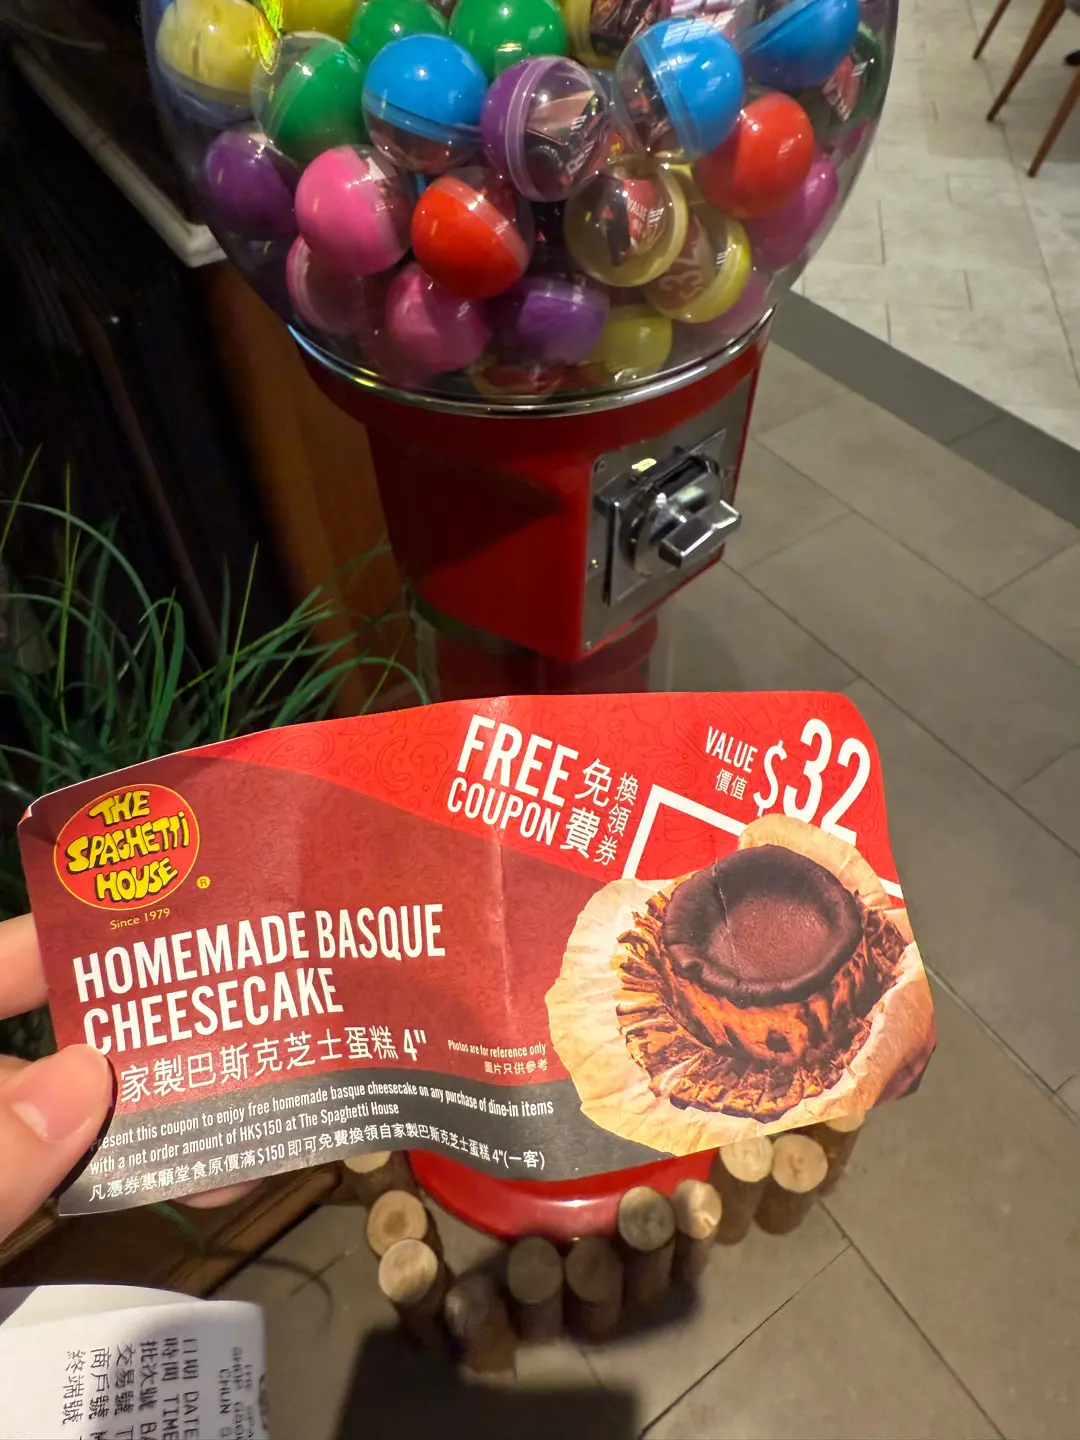 VALUE
$32
FREE
COUPON
免費
換領券
VALUE
價值
$32
THE
SPAGHETTI
HOUSE
®
Since 1979
HOMEMADE BASQUE
CHEESECAKE
家製巴斯克芝士蛋糕 4"
Photos are for reference only
圖片只供參考
esent this coupon to enjoy free homemade basque cheesecake on any purchase of dine-in items
with a net order amount of HK$150 at The Spaghetti House
凡憑券惠顧堂食原價滿$150即可免費換領自家製巴斯克芝士蛋糕 4"(一客)
日期 DATE
時間 TIME
批次號 BA
交易號 T
商戶號 M
終端號
CHUN